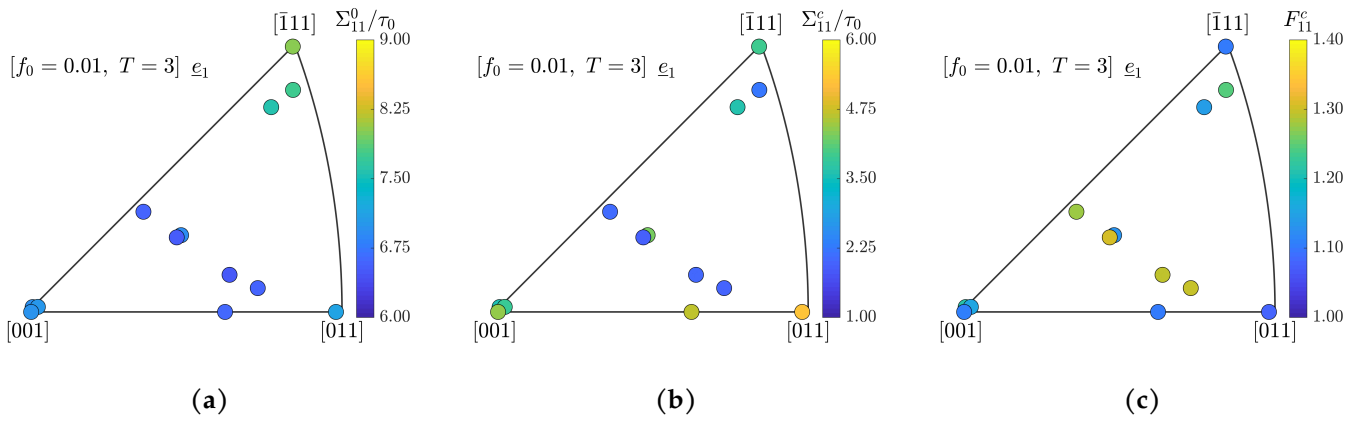 [1̄11] Σ⁰₁₁/τ₀
9.00
8.25
7.50
6.75
6.00
[f₀ = 0.01, T = 3] e̲₁
[001] [011]
(a)
[1̄11] Σᶜ₁₁/τ₀
6.00
4.75
3.50
2.25
1.00
[f₀ = 0.01, T = 3] e̲₁
[001] [011]
(b)
[1̄11] Fᶜ₁₁
1.40
1.30
1.20
1.10
1.00
[f₀ = 0.01, T = 3] e̲₁
[001] [011]
(c)